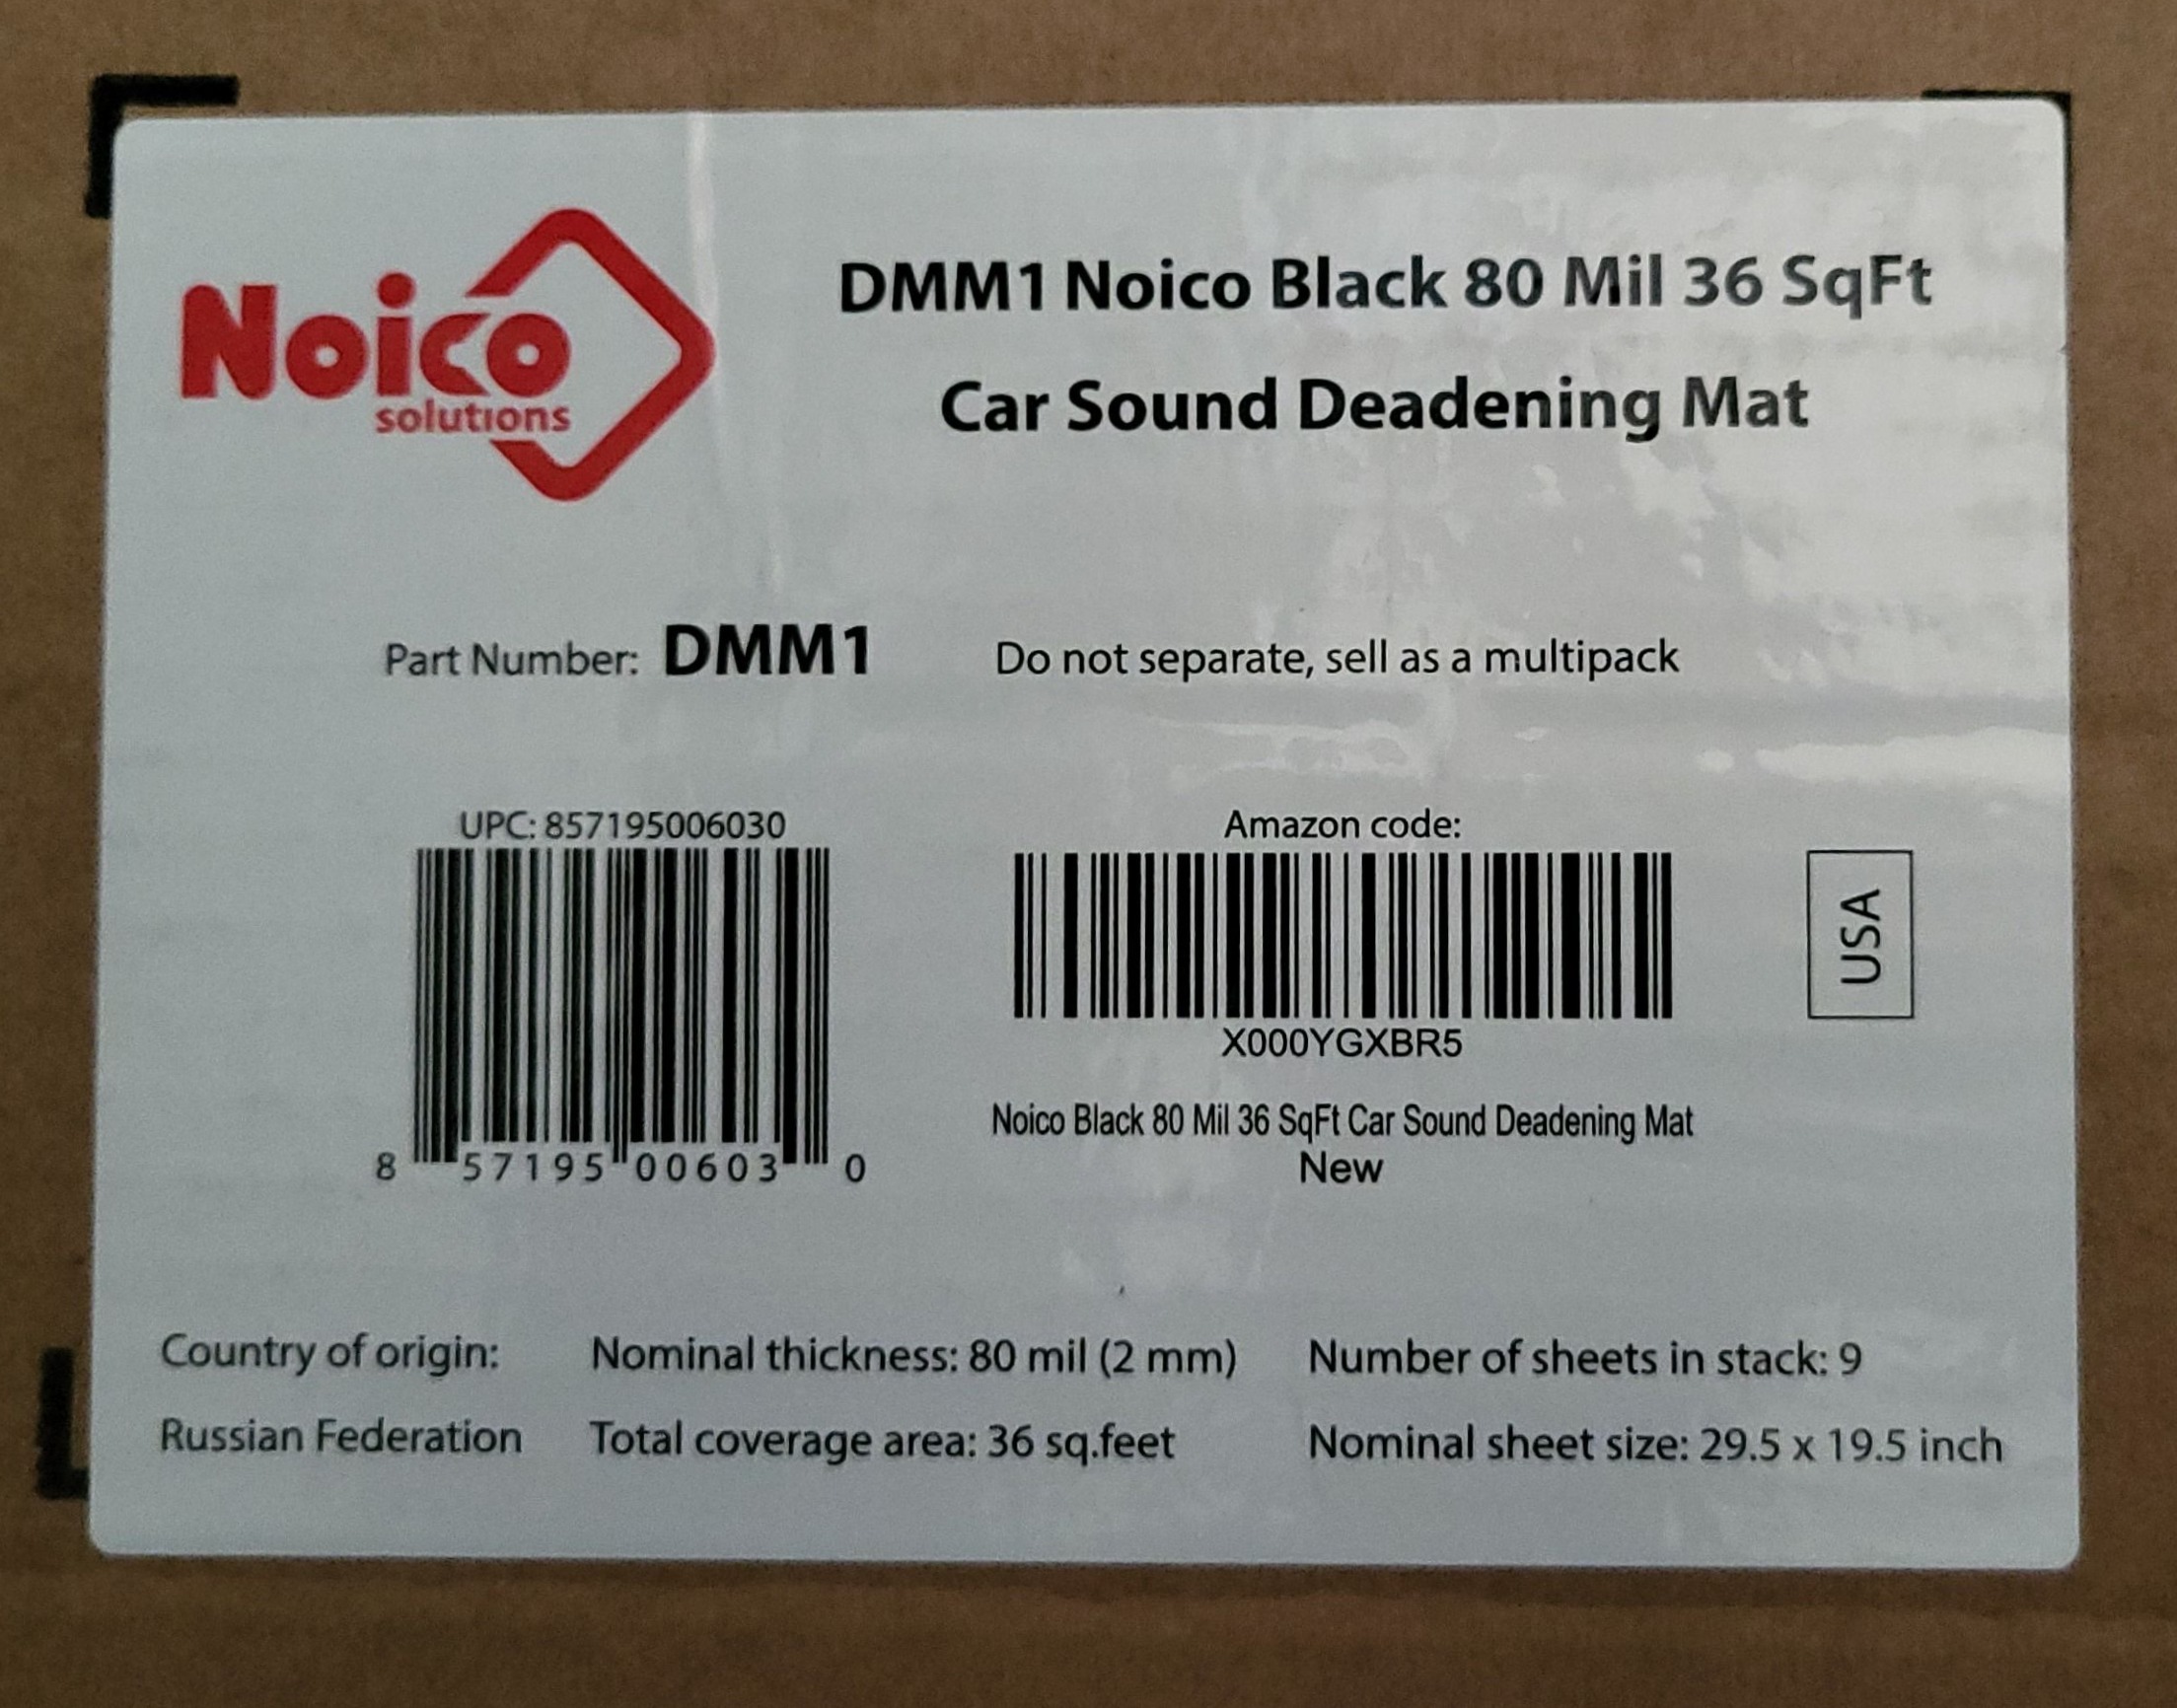 Noico
solutions
DMM1 Noico Black 80 Mil 36 SqFt
Car Sound Deadening Mat
Part Number: DMM1
Do not separate, sell as a multipack
UPC: 857195006030
8 57195 00603 0
Amazon code:
X000YGXBR5
Noico Black 80 Mil 36 SqFt Car Sound Deadening Mat
New
USA
Country of origin:
Russian Federation
Nominal thickness: 80 mil (2 mm)
Total coverage area: 36 sq.feet
Number of sheets in stack: 9
Nominal sheet size: 29.5 x 19.5 inch